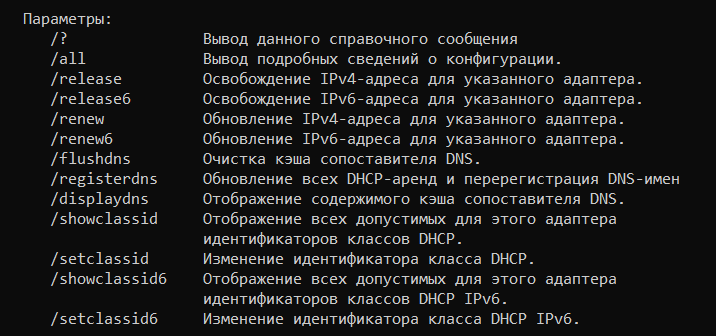 Параметры:
/? Вывод данного справочного сообщения
/all Вывод подробных сведений о конфигурации.
/release Освобождение IPv4-адреса для указанного адаптера.
/release6 Освобождение IPv6-адреса для указанного адаптера.
/renew Обновление IPv4-адреса для указанного адаптера.
/renew6 Обновление IPv6-адреса для указанного адаптера.
/flushdns Очистка кэша сопоставителя DNS.
/registerdns Обновление всех DHCP-аренд и перерегистрация DNS-имен
/displaydns Отображение содержимого кэша сопоставителя DNS.
/showclassid Отображение всех допустимых для этого адаптера
идентификаторов классов DHCP.
/setclassid Изменение идентификатора класса DHCP.
/showclassid6 Отображение всех допустимых для этого адаптера
идентификаторов классов DHCP IPv6.
/setclassid6 Изменение идентификатора класса DHCP IPv6.